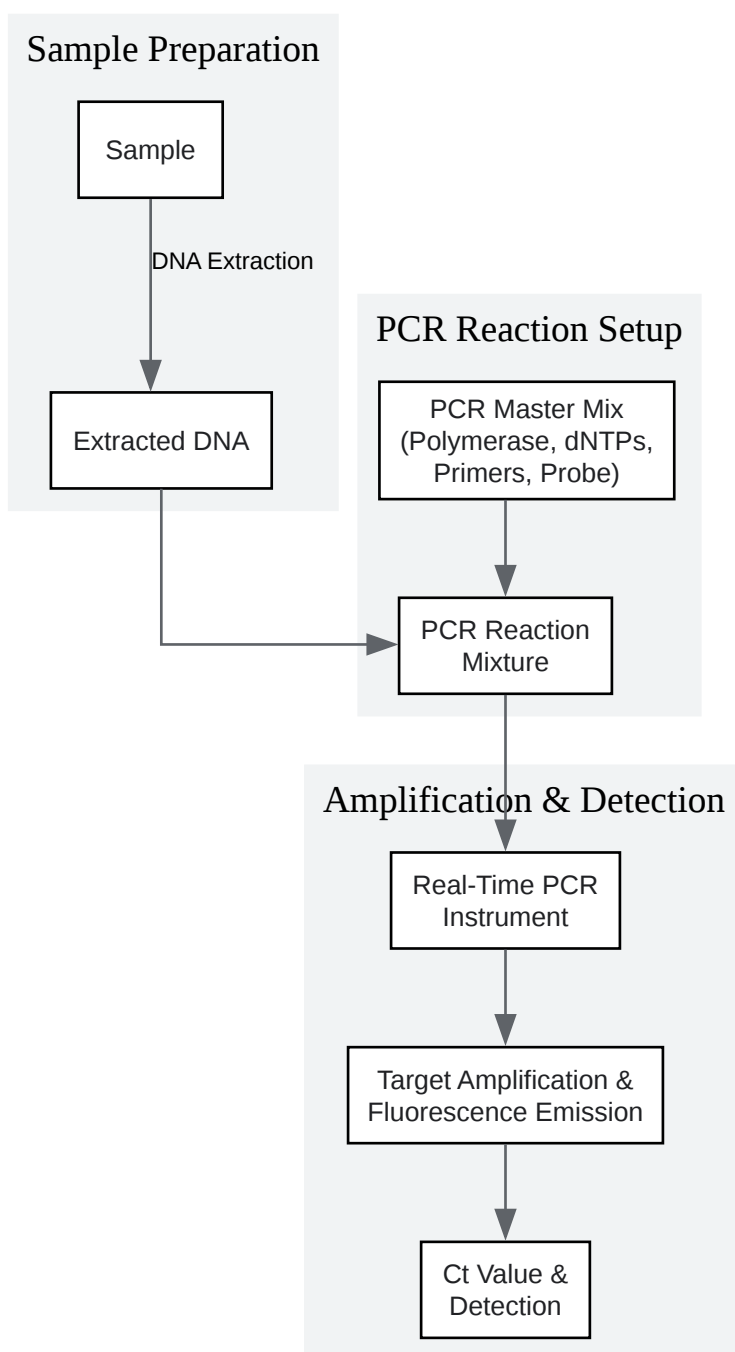 Sample Preparation
Sample
DNA Extraction
Extracted DNA
PCR Reaction Setup
PCR Master Mix
(Polymerase, dNTPs,
Primers, Probe)
PCR Reaction
Mixture
Amplification & Detection
Real-Time PCR
Instrument
Target Amplification &
Fluorescence Emission
Ct Value &
Detection